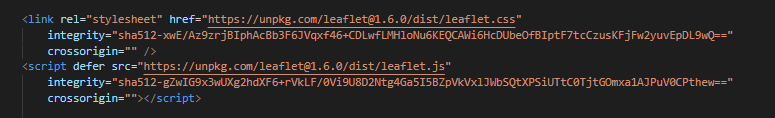 <link rel="stylesheet" href="https://unpkg.com/leaflet@1.6.0/dist/leaflet.css"
integrity="sha512-xwE/Az9zrjBIphAcBb3F6JVqxf46+CDLwfLMHloNu6KEQCAWi6HcDUbeOfBIptF7tcCzusKFjFw2yuvEpDL9wQ=="
crossorigin="" />
<script defer src="https://unpkg.com/leaflet@1.6.0/dist/leaflet.js"
integrity="sha512-gZwIG9x3wUXg2hdXF6+rVkLF/0Vi9U8D2Ntg4Ga5I5BZpVkVxlJWbSQtXPSiUTtC0TjtGOmxa1AJPuV0CPthew=="
crossorigin=""></script>